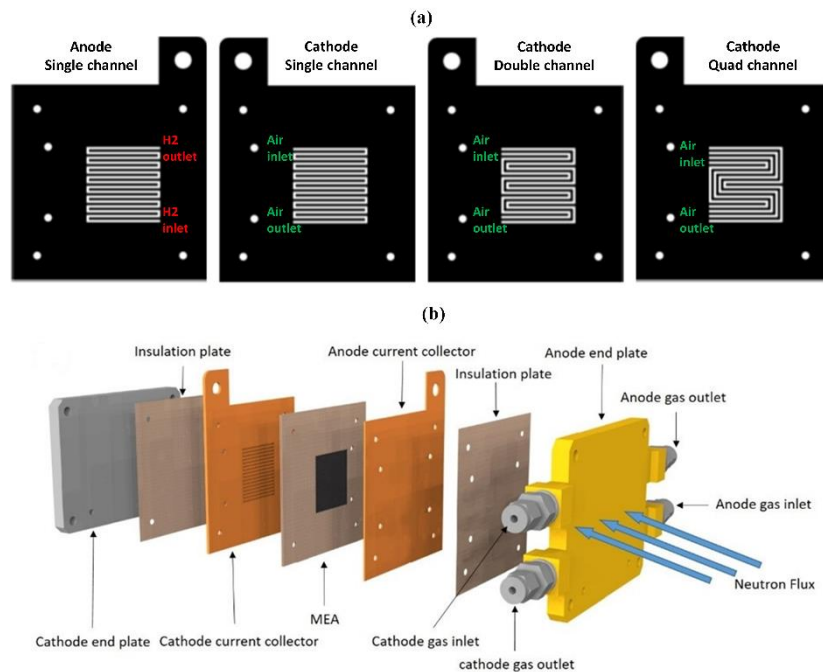 (a)
Anode
Single channel
Cathode
Single channel
Cathode
Double channel
Cathode
Quad channel
H2
outlet
H2
inlet
Air
inlet
Air
outlet
Air
inlet
Air
outlet
Air
inlet
Air
outlet
(b)
Insulation plate
Anode current collector
Insulation plate
Anode end plate
Anode gas outlet
Anode gas inlet
Neutron Flux
Cathode end plate
Cathode current collector
MEA
Cathode gas inlet
cathode gas outlet